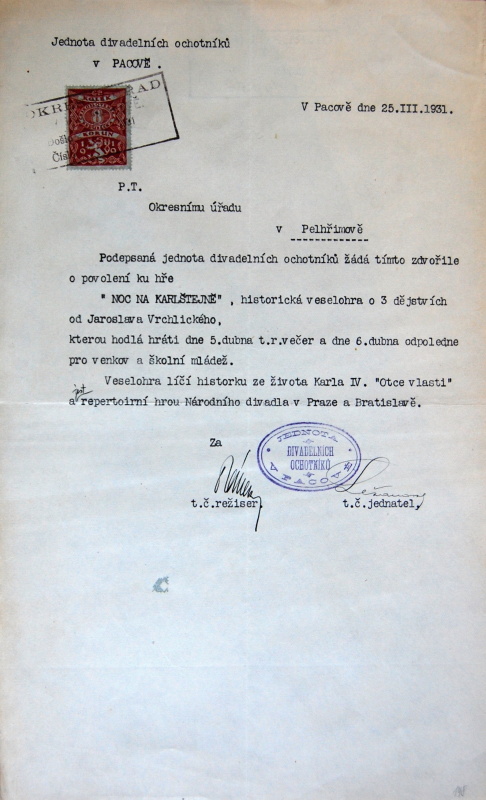 Jednota divadelních ochotníků
v PACOVĚ.
V Pacově dne 25.III.1931.
P.T.
Okresnímu úřadu
v Pelhřimově
Podepsaná jednota divadelních ochotníků žádá tímto zdvořile
o povolení ku hře
" NOC NA KARLŠTEJNĚ" , historická veselohra o 3 dějstvích
od Jaroslava Vrchlického,
kterou hodlá hráti dne 5.dubna t.r.večer a dne 6.dubna odpoledne
pro venkov a školní mládež.
Veselohra líčí historku ze života Karla IV. "Otce vlasti"
a jest repertoirní hrou Národního divadla v Praze a Bratislavě.
Za
JEDNOTA
DIVADELNÍCH
OCHOTNÍKŮ
V PACOVĚ
t.č.režiser.
t.č.jednatel,